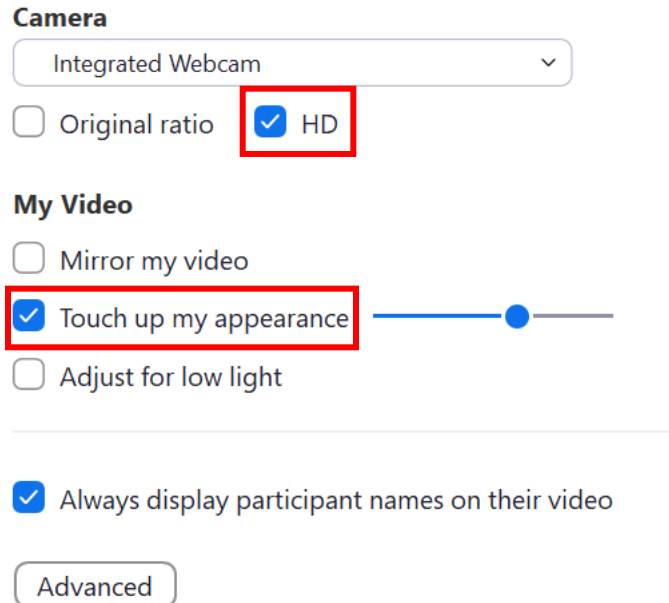 Camera
Integrated Webcam
Original ratio HD
My Video
Mirror my video
Touch up my appearance
Adjust for low light
Always display participant names on their video
Advanced